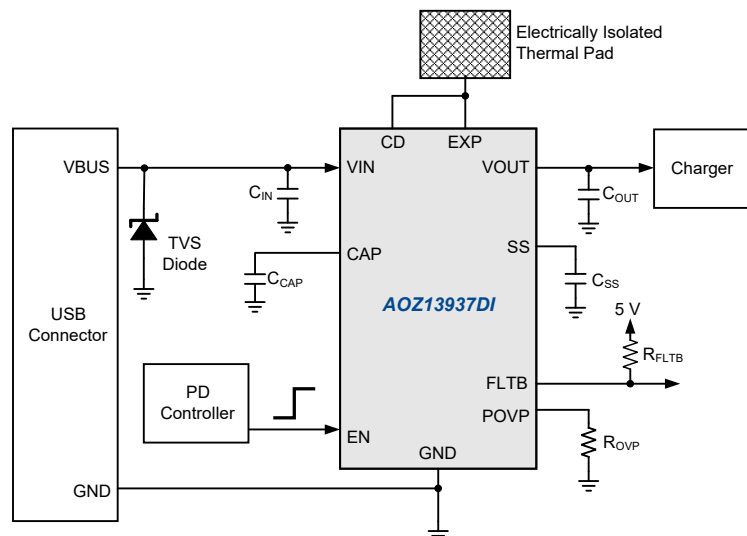 Electrically Isolated
Thermal Pad
CD
EXP
VBUS
VIN
VOUT
Charger
CIN
COUT
TVS
Diode
CAP
SS
CCAP
CSS
USB
Connector
AOZ13937DI
5 V
RFLTB
PD
Controller
FLTB
EN
POVP
ROVP
GND
GND